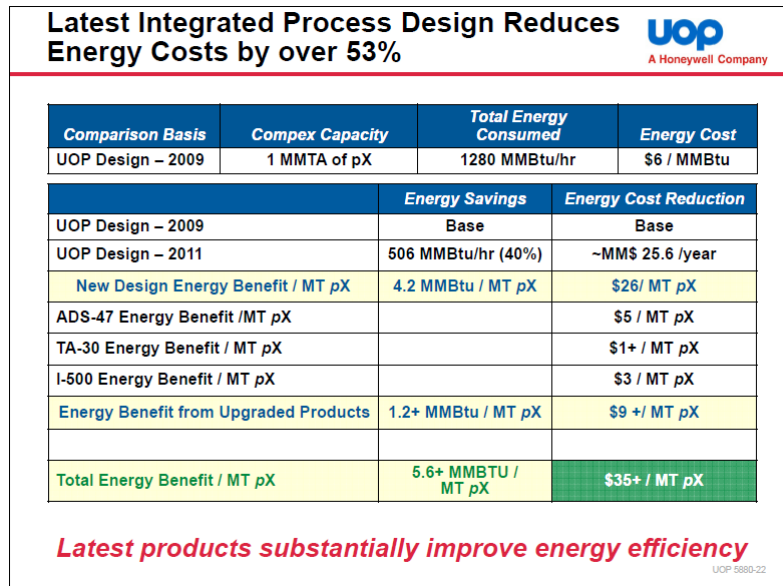 Latest Integrated Process Design Reduces
Energy Costs by over 53%
uop
A Honeywell Company
Comparison Basis Compex Capacity Total Energy Consumed Energy Cost
UOP Design – 2009 1 MMTA of pX 1280 MMBtu/hr $6 / MMBtu
Energy Savings Energy Cost Reduction
UOP Design – 2009 Base Base
UOP Design – 2011 506 MMBtu/hr (40%) ~MM$ 25.6 /year
New Design Energy Benefit / MT pX 4.2 MMBtu / MT pX $26/ MT pX
ADS-47 Energy Benefit /MT pX $5 / MT pX
TA-30 Energy Benefit / MT pX $1+ / MT pX
I-500 Energy Benefit / MT pX $3 / MT pX
Energy Benefit from Upgraded Products 1.2+ MMBtu / MT pX $9 +/ MT pX
Total Energy Benefit / MT pX 5.6+ MMBTU / MT pX $35+ / MT pX
Latest products substantially improve energy efficiency
UOP 5880-22